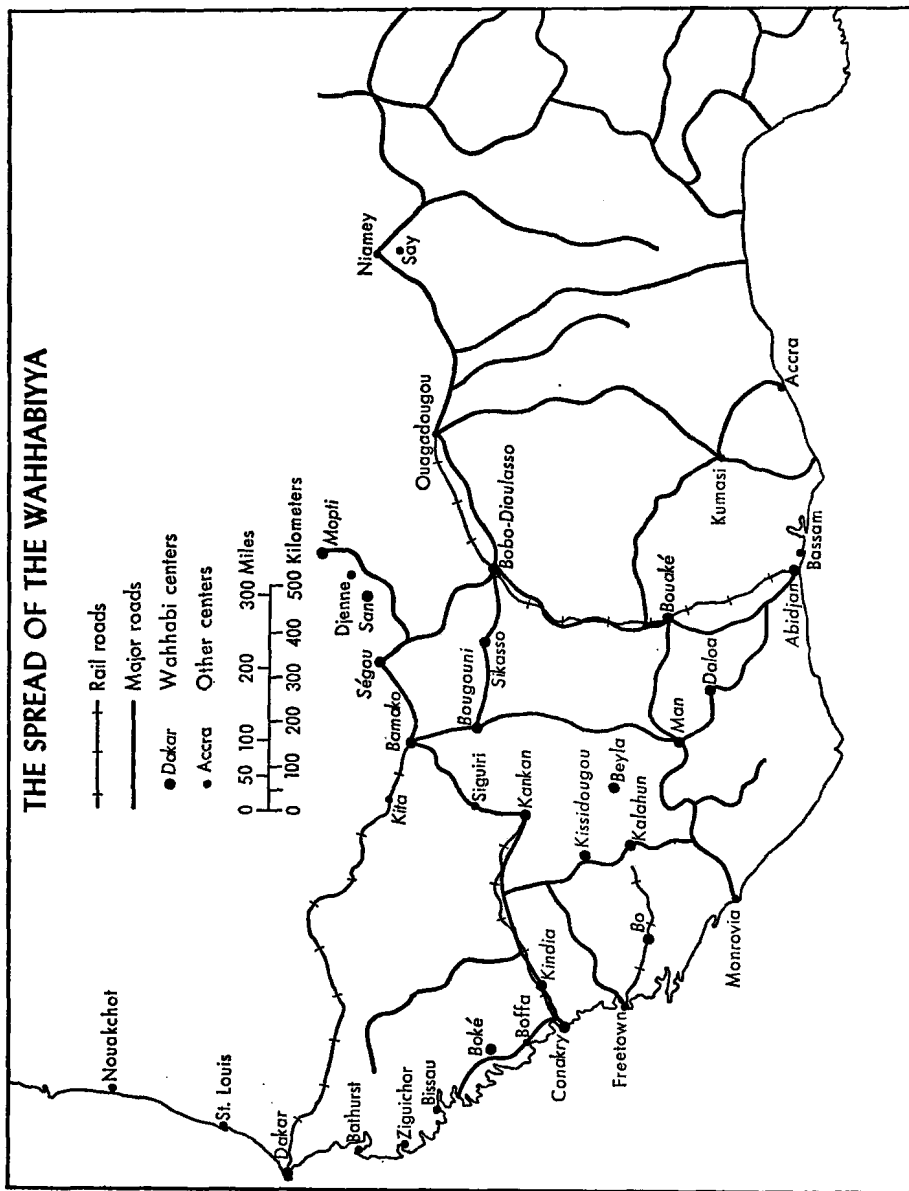 THE SPREAD OF THE WAHHABIYYA
Rail roads
Major roads
Dakar Wahhabi centers
Accra Other centers
0 50 100 200 300 Miles
0 100 200 300 400 500 Kilometers
Nouakchot
St. Louis
Dakar
Bathurst
Ziguichor
Bissau
Boké
Boffa
Conakry
Kindia
Freetown
Bo
Monrovia
Kita
Bamako
Siguiri
Kankan
Kissidougou
Beyla
Kalahun
Ségou
Djenne
San
Mopti
Bougouni
Sikasso
Man
Daloa
Bobo-Dioulasso
Bouaké
Abidjan
Bassam
Ouagadougou
Kumasi
Accra
Niamey
Say